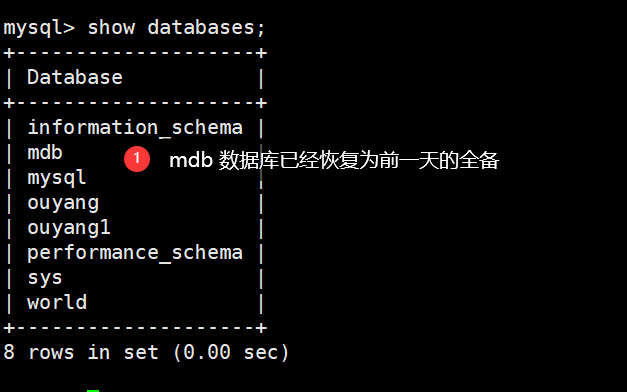 mysql> show databases;
+--------------------+
| Database           |
+--------------------+
| information_schema |
| mdb                |
1 mdb 数据库已经恢复为前一天的全备
| mysql              |
| ouyang             |
| ouyang1            |
| performance_schema |
| sys                |
| world              |
+--------------------+
8 rows in set (0.00 sec)